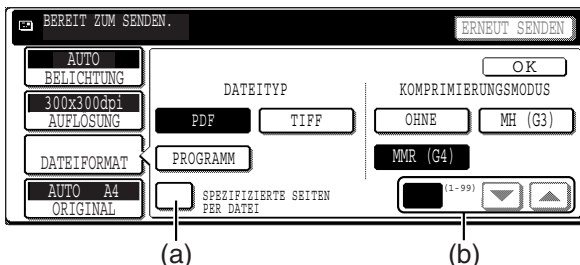 BEREIT ZUM SENDEN.
ERNEUT SENDEN
AUTO
BELICHTUNG
300x300dpi
AUFLÖSUNG
DATEIFORMAT
AUTO A4
ORIGINAL
OK
DATEITYP
PDF
TIFF
PROGRAMM
SPEZIFIZIERTE SEITEN
PER DATEI
KOMPRIMIERUNGSMODUS
OHNE
MH (G3)
MMR (G4)
(1-99)
(a)
(b)